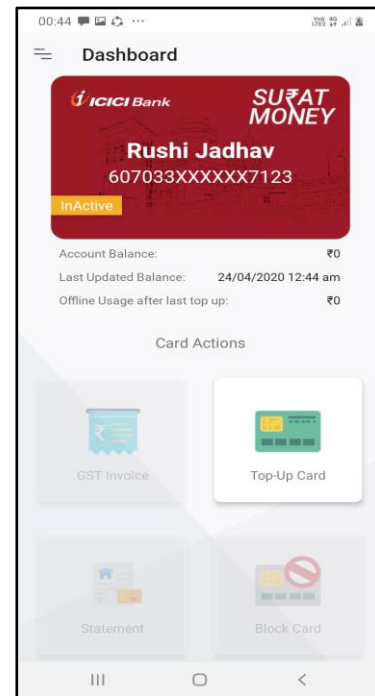 00:44
Dashboard
ICICI Bank
SU₹AT
MONEY
Rushi Jadhav
607033XXXXXX7123
InActive
Account Balance: ₹0
Last Updated Balance: 24/04/2020 12:44 am
Offline Usage after last top up: ₹0
Card Actions
GST Invoice
Top-Up Card
Statement
Block Card